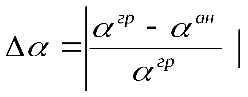 Δα = | (α^гр - α^ан) / α^гр |